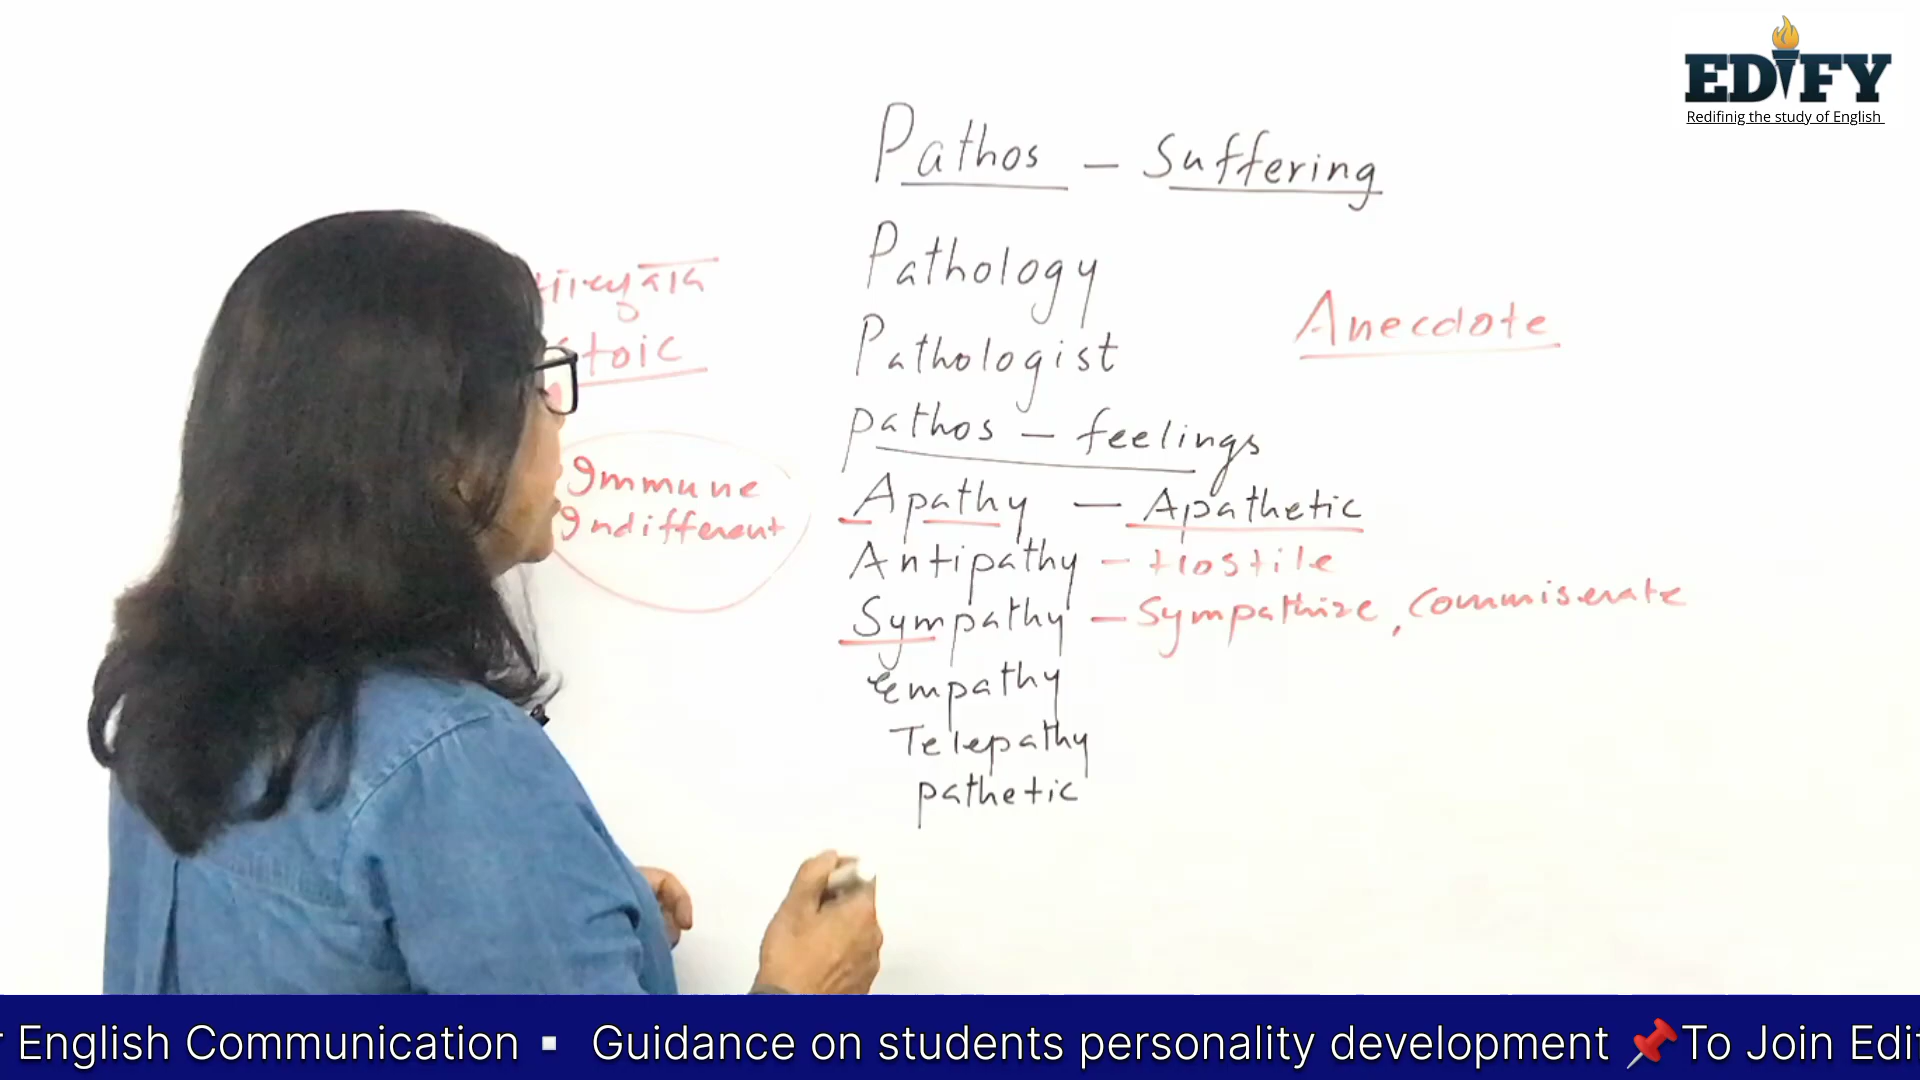 EDIFY
Redifinig the study of English
Pathos – Suffering
Pathology
Anecdote
toic
Pathologist
pathos – feelings
Immune
Indifferent
Apathy – Apathetic
Antipathy – Hostile
Sympathy – Sympathize, Commiserate
Empathy
Telepathy
pathetic
English Communication ▪ Guidance on students personality development 📌To Join Edi